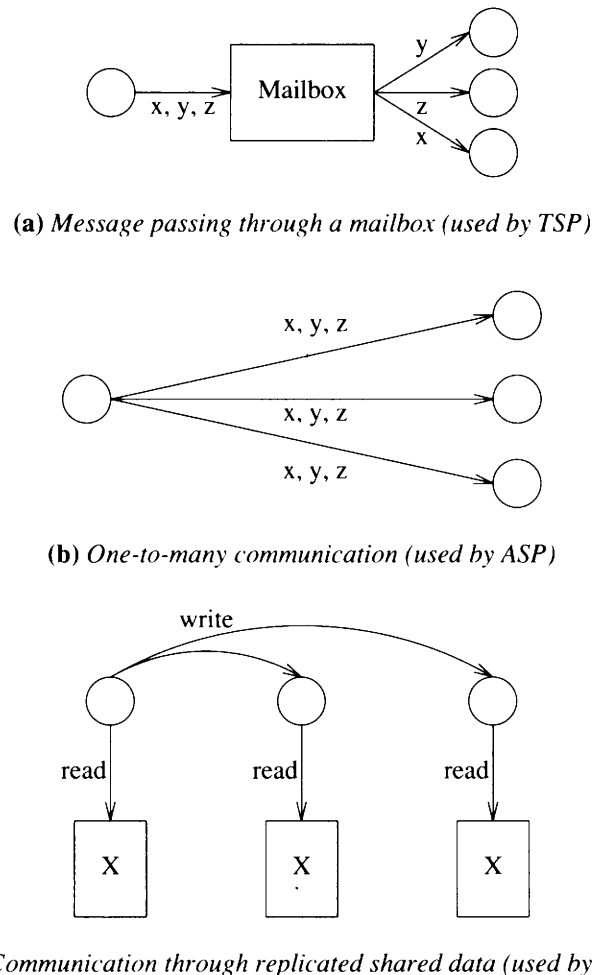 y
Mailbox
x, y, z
z
x
(a) Message passing through a mailbox (used by TSP)
x, y, z
x, y, z
x, y, z
(b) One-to-many communication (used by ASP)
write
read read read
X X X
Communication through replicated shared data (used by